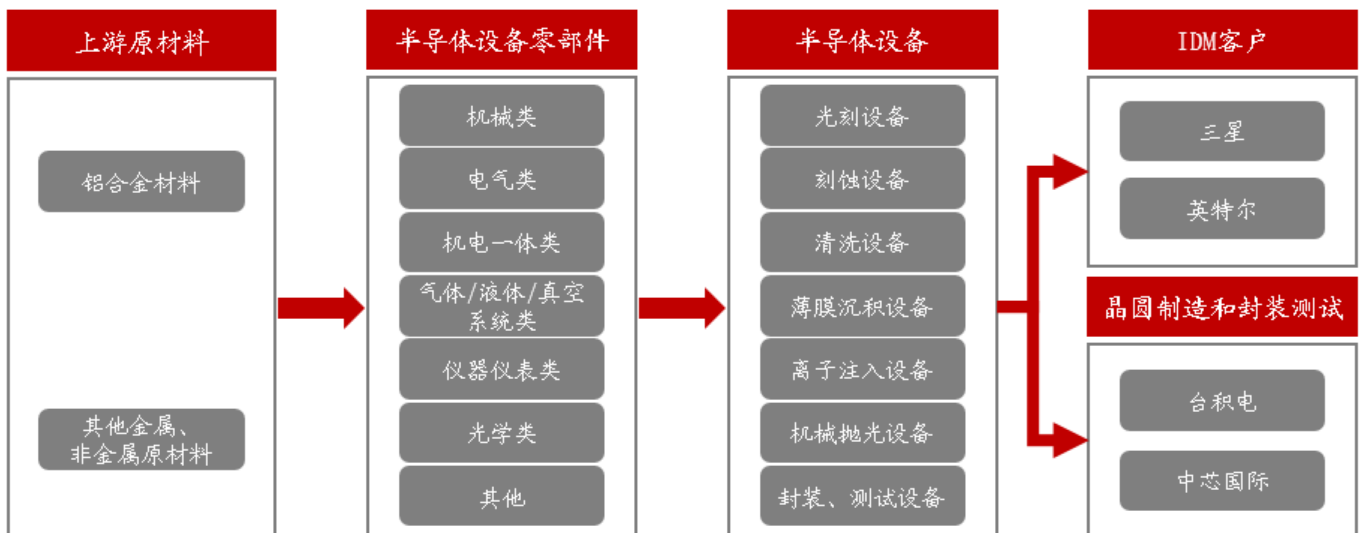 上游原材料
铝合金材料
其他金属、
非金属原材料
半导体设备零部件
机械类
电气类
机电一体类
气体/液体/真空
系统类
仪器仪表类
光学类
其他
半导体设备
光刻设备
刻蚀设备
清洗设备
薄膜沉积设备
离子注入设备
机械抛光设备
封装、测试设备
IDM客户
三星
英特尔
晶圆制造和封装测试
台积电
中芯国际